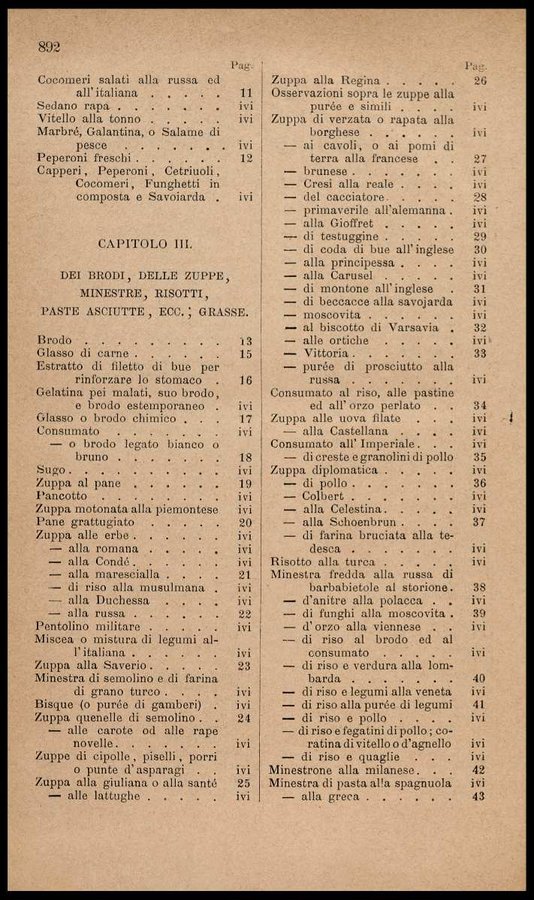 892
Pag.
Cocomeri salati alla russa ed
all'italiana . . . . . 11
Sedano rapa . . . . . . . ivi
Vitello alla tonno . . . . . ivi
Marbré, Galantina, o Salame di
pesce . . . . . . ivi
Peperoni freschi . . . . . . 12
Capperi, Peperoni, Cetriuoli,
Cocomeri, Funghetti in
composta e Savoiarda . ivi
CAPITOLO III.
DEI BRODI, DELLE ZUPPE,
MINESTRE, RISOTTI,
PASTE ASCIUTTE, ECC.; GRASSE.
Brodo . . . . . . . . . 13
Glasso di carne . . . . . . 15
Estratto di filetto di bue per
rinforzare lo stomaco . 16
Gelatina pei malati, suo brodo,
e brodo estemporaneo . ivi
Glasso o brodo chimico . . . 17
Consumato . . . . . . . ivi
— o brodo legato bianco o
bruno . . . . . . . 18
Sugo . . . . . . . . . . ivi
Zuppa al pane . . . . . . 19
Pancotto . . . . . . . . ivi
Zuppa motonata alla piemontese ivi
Pane grattugiato . . . . . 20
Zuppa alle erbe . . . . . . ivi
— alla romana . . . . . ivi
— alla Condé . . . . . . ivi
— alla marescialla . . . . 21
— di riso alla musulmana . ivi
— alla Duchessa . . . . ivi
— alla russa . . . . . . 22
Pentolino militare . . . . . ivi
Miscea o mistura di legumi al-
l'italiana . . . . . . ivi
Zuppa alla Saverio . . . . . 23
Minestra di semolino e di farina
di grano turco . . . . ivi
Bisque (o purée di gamberi) . ivi
Zuppa quenelle di semolino . . 24
— alle carote od alle rape
novelle . . . . . . . ivi
Zuppe di cipolle, piselli, porri
o punte d'asparagi . . ivi
Zuppa alla giuliana o alla santé 25
— alle lattughe . . . . . ivi
Pag.
Zuppa alla Regina . . . . . 26
Osservazioni sopra le zuppe alla
purée e simili . . . . ivi
Zuppa di verzata o rapata alla
borghese . . . . . . ivi
— ai cavoli, o ai pomi di
terra alla francese . . 27
— brunese . . . . . . . ivi
— Cresi alla reale . . . . ivi
— del cacciatore . . . . . 28
— primaverile all'alemanna . ivi
— alla Gioffret . . . . . ivi
— di testuggine . . . . . 29
— di coda di bue all'inglese 30
— alla principessa . . . . ivi
— alla Carusel . . . . . ivi
— di montone all'inglese . 31
— di beccacce alla savojarda ivi
— moscovita . . . . . . ivi
— al biscotto di Varsavia . 32
— alle ortiche . . . . . ivi
— Vittoria . . . . . . . 33
— purée di prosciutto alla
russa . . . . . . . ivi
Consumato al riso, alle pastine
ed all'orzo perlato . . 34
Zuppa alle uova filate . . . ivi
— alla Castellana . . . . ivi
Consumato all'Imperiale . . . ivi
— di creste e granolini di pollo 35
Zuppa diplomatica . . . . . ivi
— di pollo . . . . . . . 36
— Colbert . . . . . . . ivi
— alla Celestina . . . . . ivi
— alla Schoenbrun . . . . 37
— di farina bruciata alla te-
desca . . . . . . . ivi
Risotto alla turca . . . . . ivi
Minestra fredda alla russa di
barbabietole al storione . 38
— d'anitre alla polacca . . ivi
— di funghi alla moscovita . 39
— d'orzo alla viennese . . ivi
— di riso al brodo ed al
consumato . . . . . ivi
— di riso e verdura alla lom-
barda . . . . . . . 40
— di riso e legumi alla veneta ivi
— di riso alla purée di legumi 41
— di riso e pollo . . . . ivi
— di riso e fegatini di pollo; co-
ratina di vitello o d'agnello ivi
— di riso e quaglie . . . ivi
Minestrone alla milanese . . . 42
Minestra di pasta alla spagnuola ivi
— alla greca . . . . . . 43